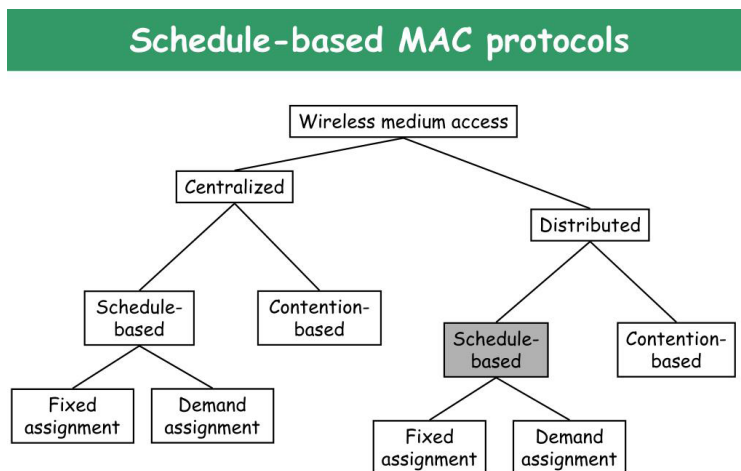 Schedule-based MAC protocols
Wireless medium access
Centralized
Distributed
Schedule-
based
Contention-
based
Schedule-
based
Contention-
based
Fixed
assignment
Demand
assignment
Fixed
assignment
Demand
assignment